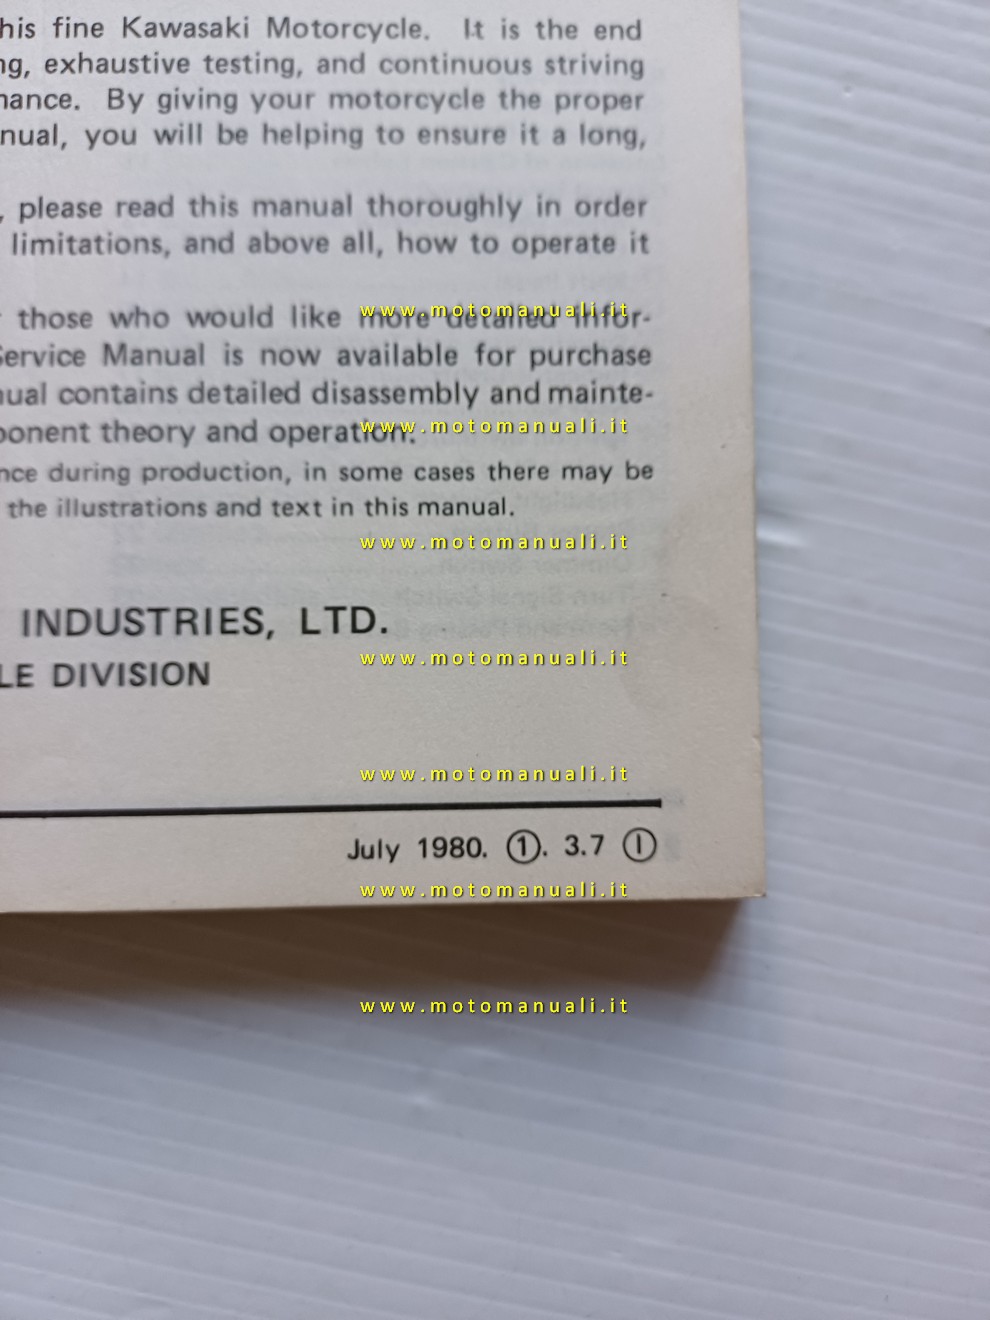 his fine Kawasaki Motorcycle. It is the end
ng, exhaustive testing, and continuous striving
nance. By giving your motorcycle the proper
nual, you will be helping to ensure it a long,
, please read this manual thoroughly in order
limitations, and above all, how to operate it
those who would like more detailed infor-
www.motomanuali.it
Service Manual is now available for purchase
ual contains detailed disassembly and mainte-
ponent theory and operation.
www.motomanuali.it
nce during production, in some cases there may be
the illustrations and text in this manual.
www.motomanuali.it
INDUSTRIES, LTD.
www.motomanuali.it
LE DIVISION
www.motomanuali.it
July 1980. ①. 3.7 Ⓘ
www.motomanuali.it
www.motomanuali.it